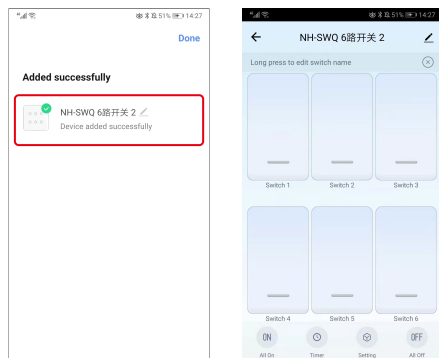 51% 14:27
Done
Added successfully
NH-SWQ 6路开关 2
Device added successfully
51% 14:27
NH-SWQ 6路开关 2
Long press to edit switch name
Switch 1 Switch 2 Switch 3
Switch 4 Switch 5 Switch 6
ON OFF
All On Timer Setting All Off